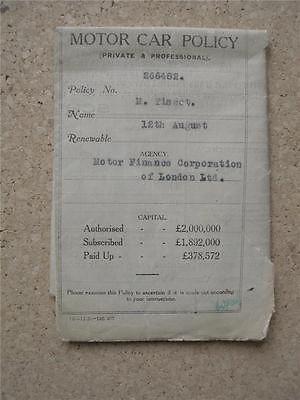 MOTOR CAR POLICY
(PRIVATE & PROFESSIONAL).
266482.
Policy No.
M. Tissot.
Name
12th August
Renewable
AGENCY
Motor Finance Corporation
of London Ltd.
CAPITAL
Authorised - - £2,000,000
Subscribed - - £1,892,000
Paid Up - - £378,572
Please examine this Policy to ascertain if it is made out according
to your instructions.